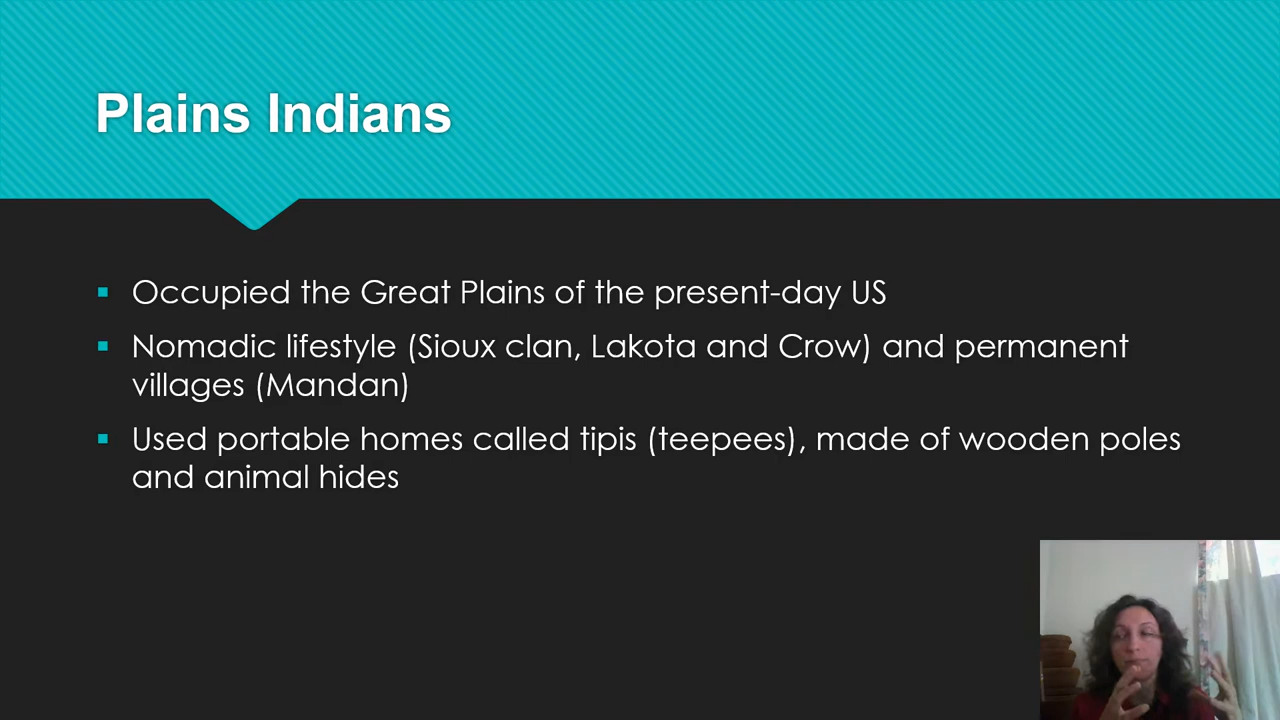 Plains Indians
Occupied the Great Plains of the present-day US
Nomadic lifestyle (Sioux clan, Lakota and Crow) and permanent
villages (Mandan)
Used portable homes called tipis (teepees), made of wooden poles
and animal hides